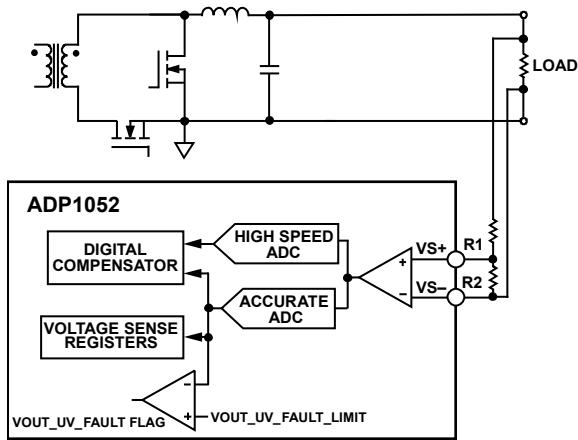 LOAD
ADP1052
DIGITAL
COMPENSATOR
HIGH SPEED
ADC
VS+
R1
ACCURATE
ADC
VS–
R2
+
–
VOLTAGE SENSE
REGISTERS
–
+
VOUT_UV_FAULT FLAG
VOUT_UV_FAULT_LIMIT